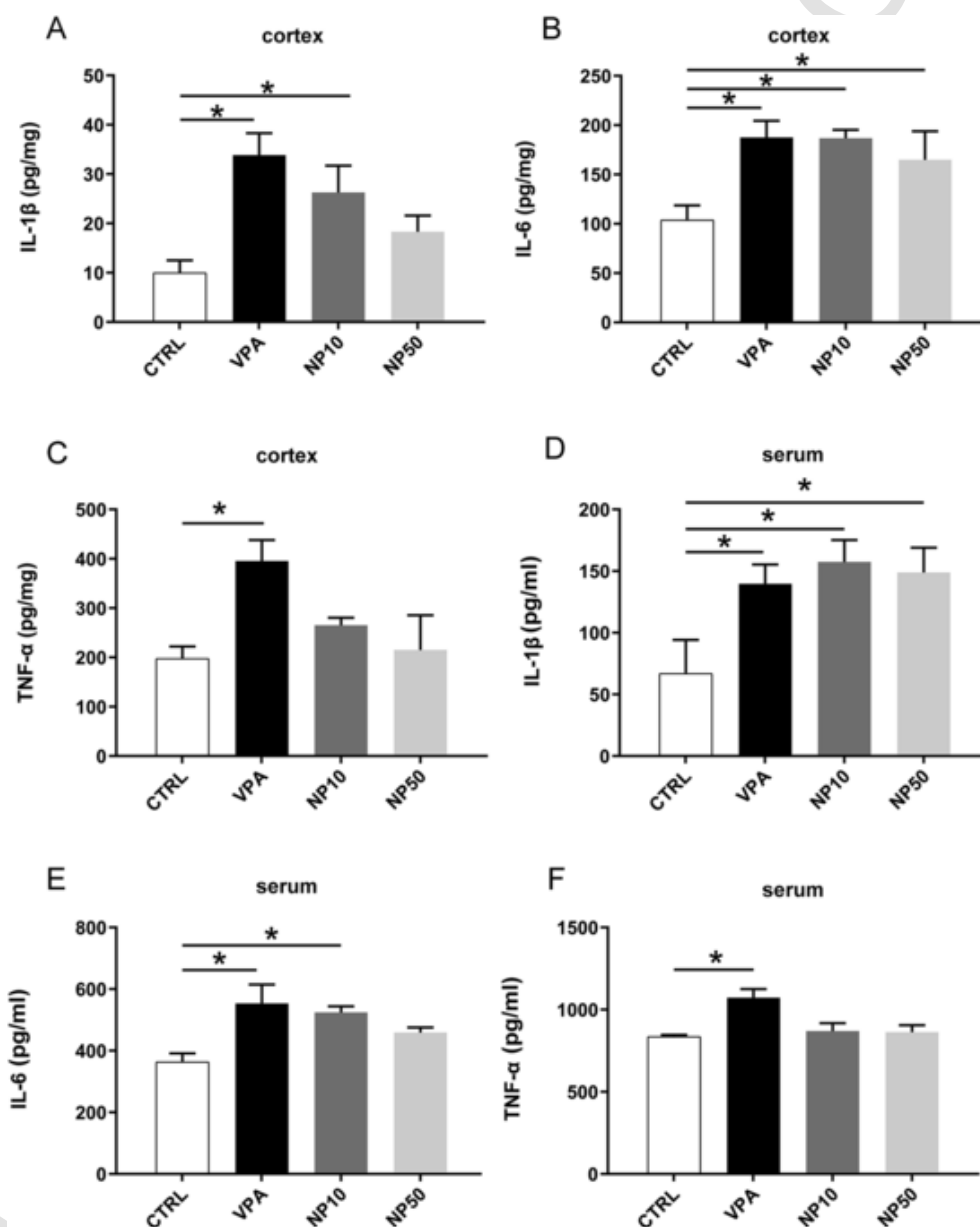 A
cortex
IL-1β (pg/mg)
50
40
30
20
10
0
*
*
CTRL
VPA
NP10
NP50
B
cortex
IL-6 (pg/mg)
250
200
150
100
50
0
*
*
*
CTRL
VPA
NP10
NP50
C
cortex
TNF-α (pg/mg)
500
400
300
200
100
0
*
CTRL
VPA
NP10
NP50
D
serum
IL-1β (pg/ml)
200
150
100
50
0
*
*
*
CTRL
VPA
NP10
NP50
E
serum
IL-6 (pg/ml)
800
600
400
200
0
*
*
CTRL
VPA
NP10
NP50
F
serum
TNF-α (pg/ml)
1500
1000
500
0
*
CTRL
VPA
NP10
NP50